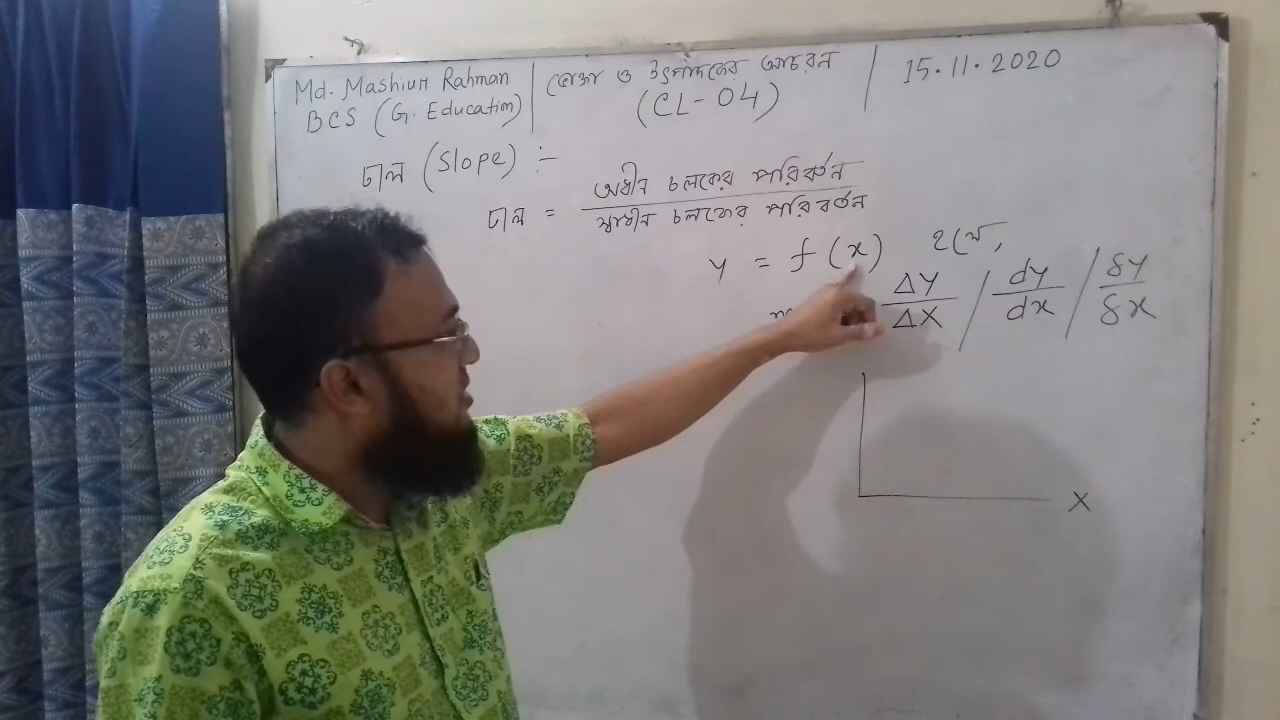 Md. Mashiur Rahman
BCS (G. Education)
ভোক্তা ও উৎপাদকের আচরন
(CL-04)
15.11.2020
ঢাল (Slope) :-
ঢাল = অধীন চলকের পরিবর্তন
স্বাধীন চলকের পরিবর্তন
y = f(x) হলে,
ΔY / dy / δy
ΔX dx δx
X